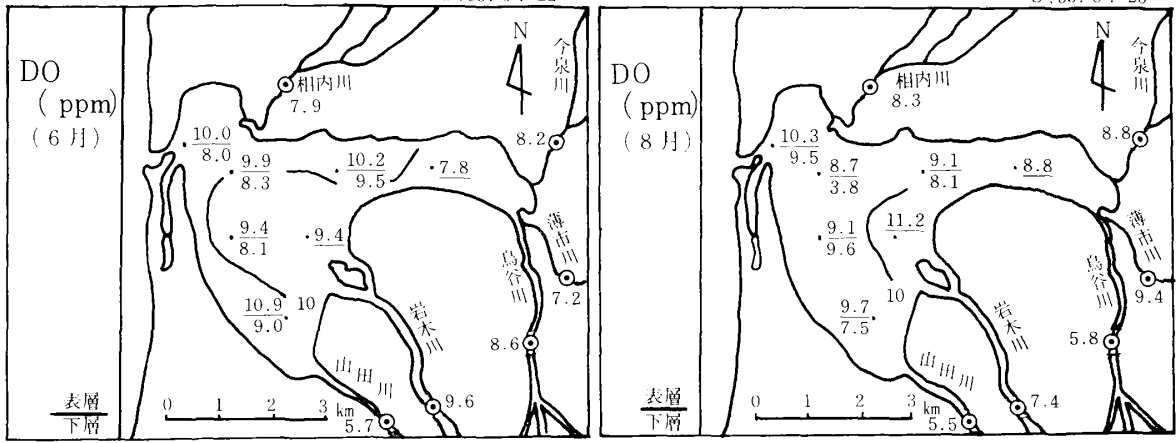 DO
( ppm)
( 6 月 )
N
今泉川
相内川
7.9
8.2
10.0
8.0
9.9
8.3
10.2
9.5
7.8
9.4
8.1
9.4
薄市川
鳥谷川
7.2
10.9
9.0
10
岩木川
8.6
山田川
表層
下層
0 1 2 3
km
5.7
9.6
DO
( ppm)
( 8 月 )
N
今泉川
相内川
8.3
8.8
10.3
9.5
8.7
3.8
9.1
8.1
8.8
9.1
9.6
11.2
薄市川
鳥谷川
9.4
9.7
7.5
10
岩木川
5.8
山田川
表層
下層
0 1 2 3
km
5.5
7.4